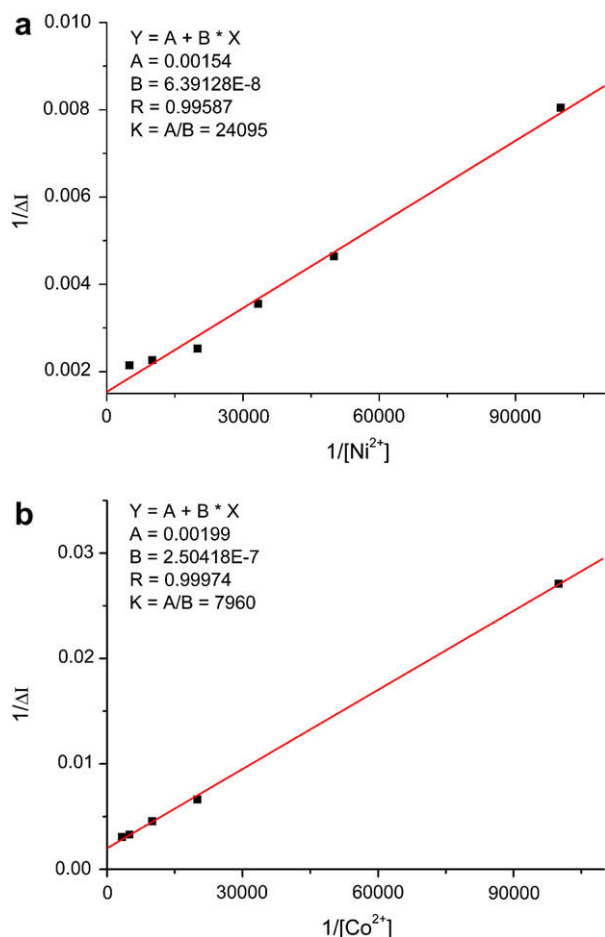 a
Y = A + B * X
A = 0.00154
B = 6.39128E-8
R = 0.99587
K = A/B = 24095
0.010
0.008
0.006
0.004
0.002
1/ΔI
0 30000 60000 90000
1/[Ni²⁺]
b
Y = A + B * X
A = 0.00199
B = 2.50418E-7
R = 0.99974
K = A/B = 7960
0.03
0.02
0.01
0.00
1/ΔI
0 30000 60000 90000
1/[Co²⁺]